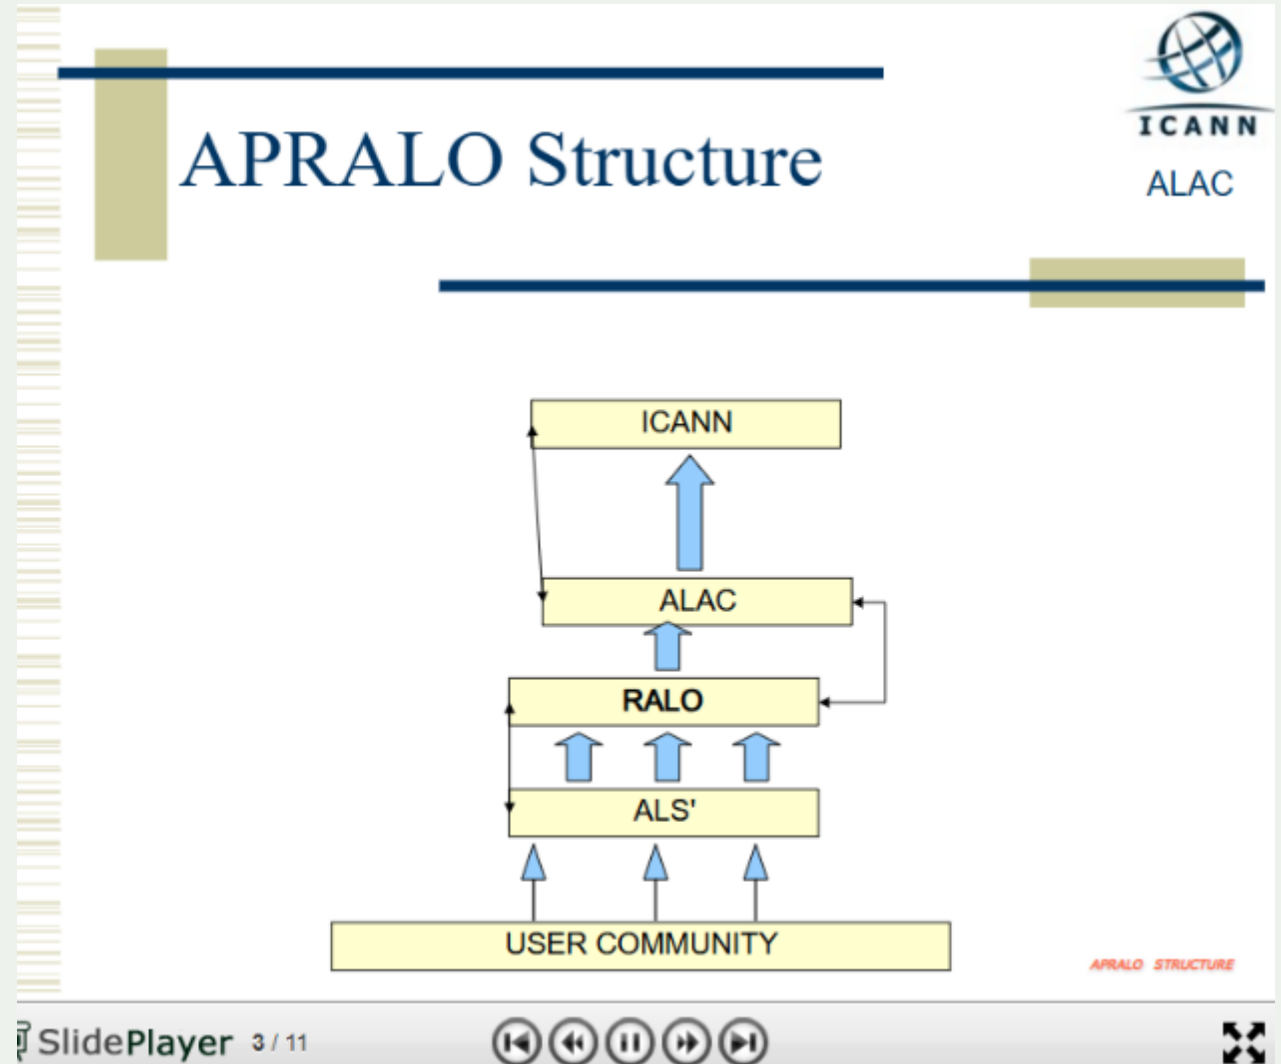 ICANN
APRALO Structure
ALAC
ICANN
ALAC
RALO
ALS'
USER COMMUNITY
APRALO STRUCTURE
SlidePlayer 3 / 11